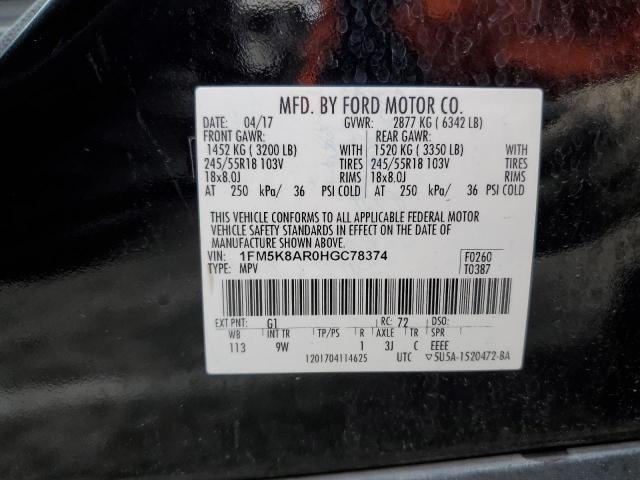 MFD. BY FORD MOTOR CO.
DATE: 04/17 GVWR: 2877 KG ( 6342 LB)
FRONT GAWR: REAR GAWR:
1452 KG ( 3200 LB) WITH 1520 KG ( 3350 LB) WITH
245/55R18 103V TIRES 245/55R18 103V TIRES
18x8.0J RIMS 18x8.0J RIMS
AT 250 kPa/ 36 PSI COLD AT 250 kPa/ 36 PSI COLD
THIS VEHICLE CONFORMS TO ALL APPLICABLE FEDERAL MOTOR
VEHICLE SAFETY STANDARDS IN EFFECT ON THE DATE OF
MANUFACTURE SHOWN ABOVE.
VIN: 1FM5K8AR0HGC78374 F0260
TYPE: MPV T0387
EXT PNT: G1 RC: 72 DSO:
WB INT TR TP/PS R AXLE TR SPR
113 9W 1 3J C EEEE
1201704114625 UTC ▽5U5A-1520472-BA